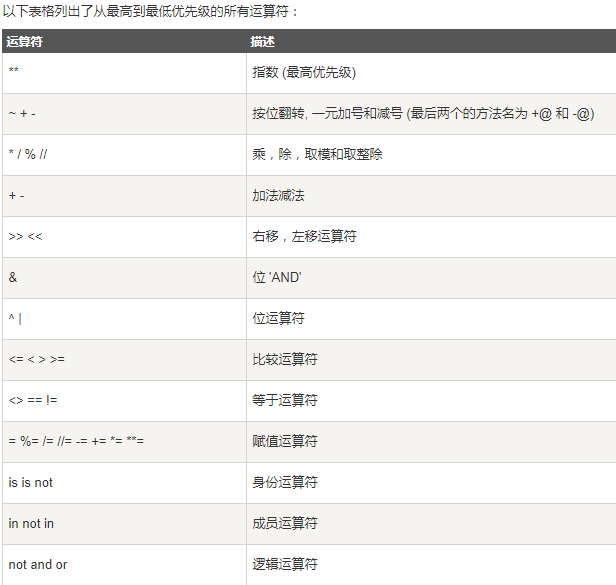 以下表格列出了从最高到最低优先级的所有运算符：
运算符 描述
** 指数 (最高优先级)
~ + - 按位翻转, 一元加号和减号 (最后两个的方法名为 +@ 和 -@)
* / % // 乘，除，取模和取整除
+ - 加法减法
>> << 右移，左移运算符
& 位 'AND'
^ | 位运算符
<= < > >= 比较运算符
<> == != 等于运算符
= %= /= //= -= += *= **= 赋值运算符
is is not 身份运算符
in not in 成员运算符
not and or 逻辑运算符